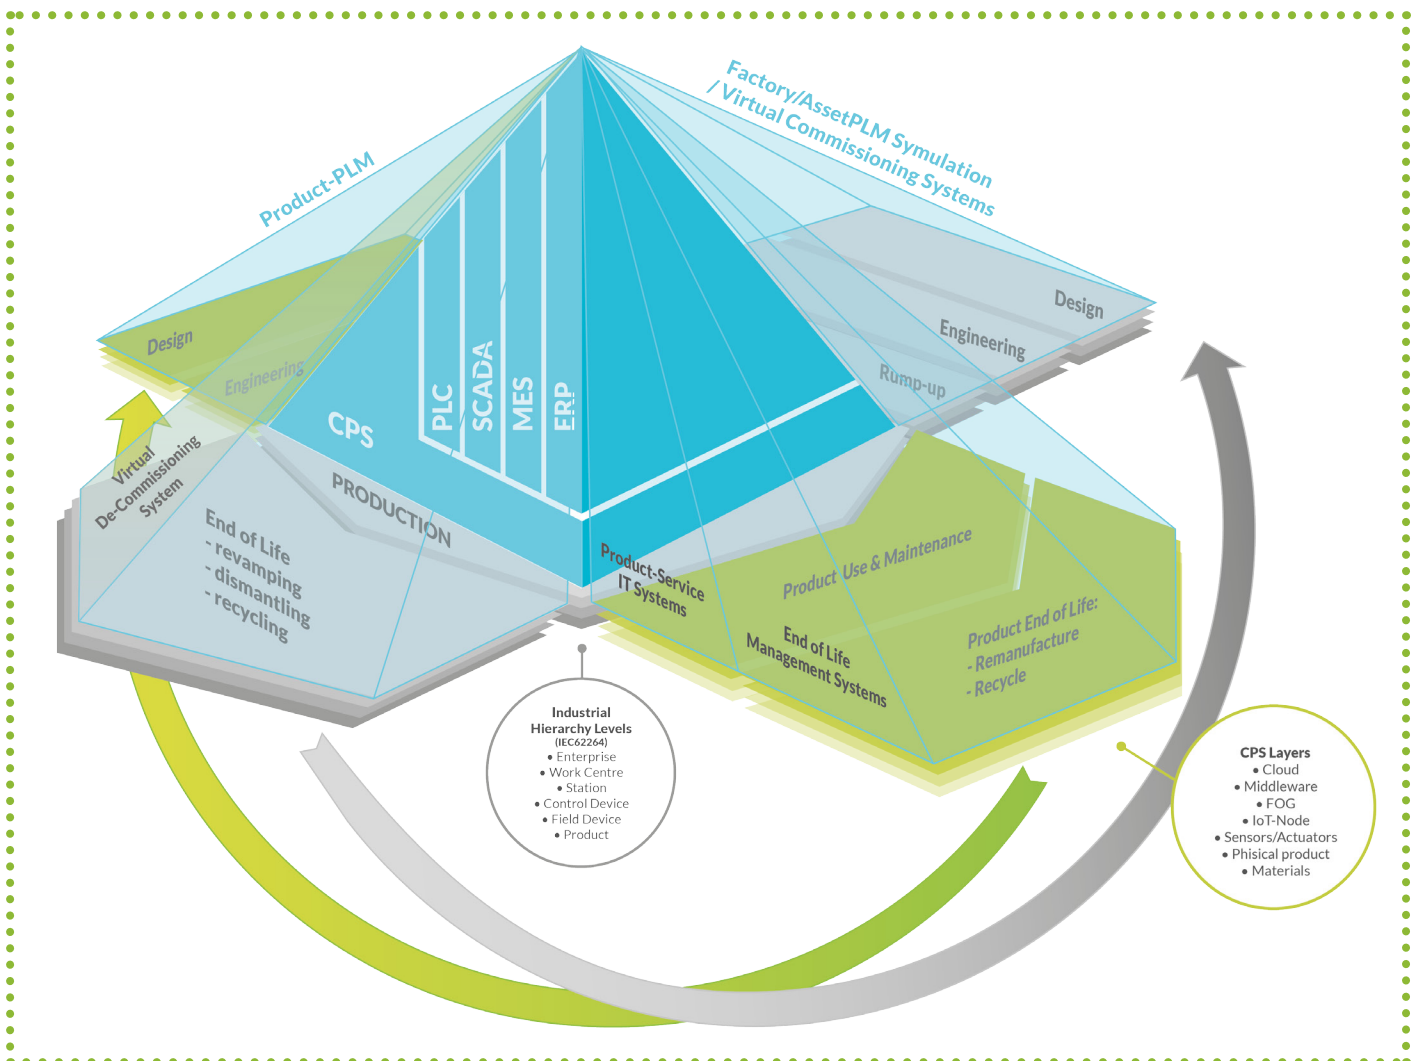 Factory/AssetPLM Symulation
/ Virtual Commissioning Systems
Product-PLM
Design
Engineering
Design
Engineering
Rump-up
CPS
PLC
SCADA
MES
ERP
PRODUCTION
Virtual
De-Commissioning
System
End of Life
- revamping
- dismantling
- recycling
Product-Service
IT Systems
Product Use & Maintenance
End of Life
Management Systems
Product End of Life:
- Remanufacture
- Recycle
Industrial
Hierarchy Levels
(IEC62264)
• Enterprise
• Work Centre
• Station
• Control Device
• Field Device
• Product
CPS Layers
• Cloud
• Middleware
• FOG
• IoT-Node
• Sensors/Actuators
• Phisical product
• Materials